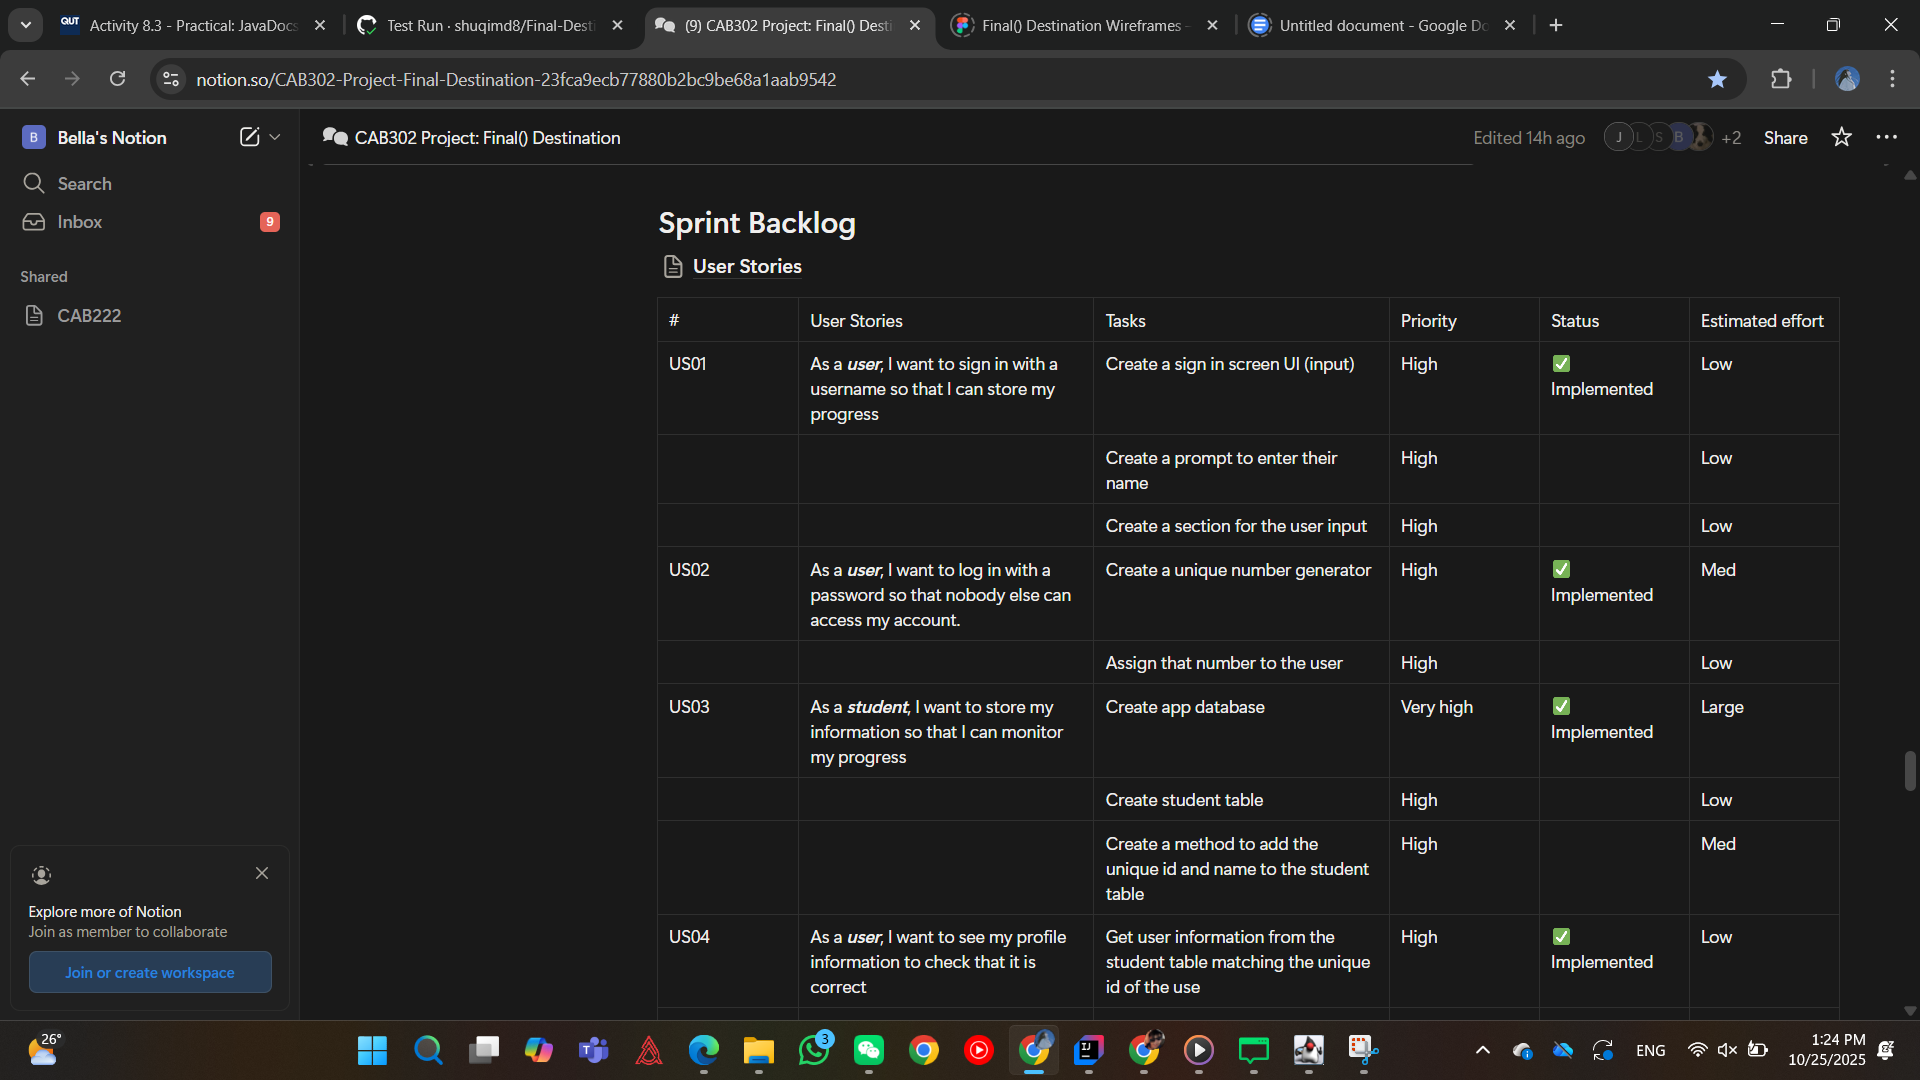 Activity 8.3 - Practical: JavaDocs
Test Run · shuqimd8/Final-Desti
(9) CAB302 Project: Final() Desti
Final() Destination Wireframes -
Untitled document - Google Do
notion.so/CAB302-Project-Final-Destination-23fca9ecb77880b2bc9be68a1aab9542
B Bella's Notion
CAB302 Project: Final() Destination
Edited 14h ago
J L S B +2
Share
Search
Inbox 9
Shared
CAB222
Sprint Backlog
User Stories
# User Stories Tasks Priority Status Estimated effort
US01 As a user, I want to sign in with a Create a sign in screen UI (input) High ✅ Low
username so that I can store my Implemented
progress
Create a prompt to enter their High Low
name
Create a section for the user input High Low
US02 As a user, I want to log in with a Create a unique number generator High ✅ Med
password so that nobody else can Implemented
access my account.
Assign that number to the user High Low
US03 As a student, I want to store my Create app database Very high ✅ Large
information so that I can monitor Implemented
my progress
Create student table High Low
Create a method to add the High Med
unique id and name to the student
table
US04 As a user, I want to see my profile Get user information from the High ✅ Low
information to check that it is student table matching the unique Implemented
correct id of the use
Explore more of Notion
Join as member to collaborate
Join or create workspace
26°
3
ENG
1:24 PM
10/25/2025